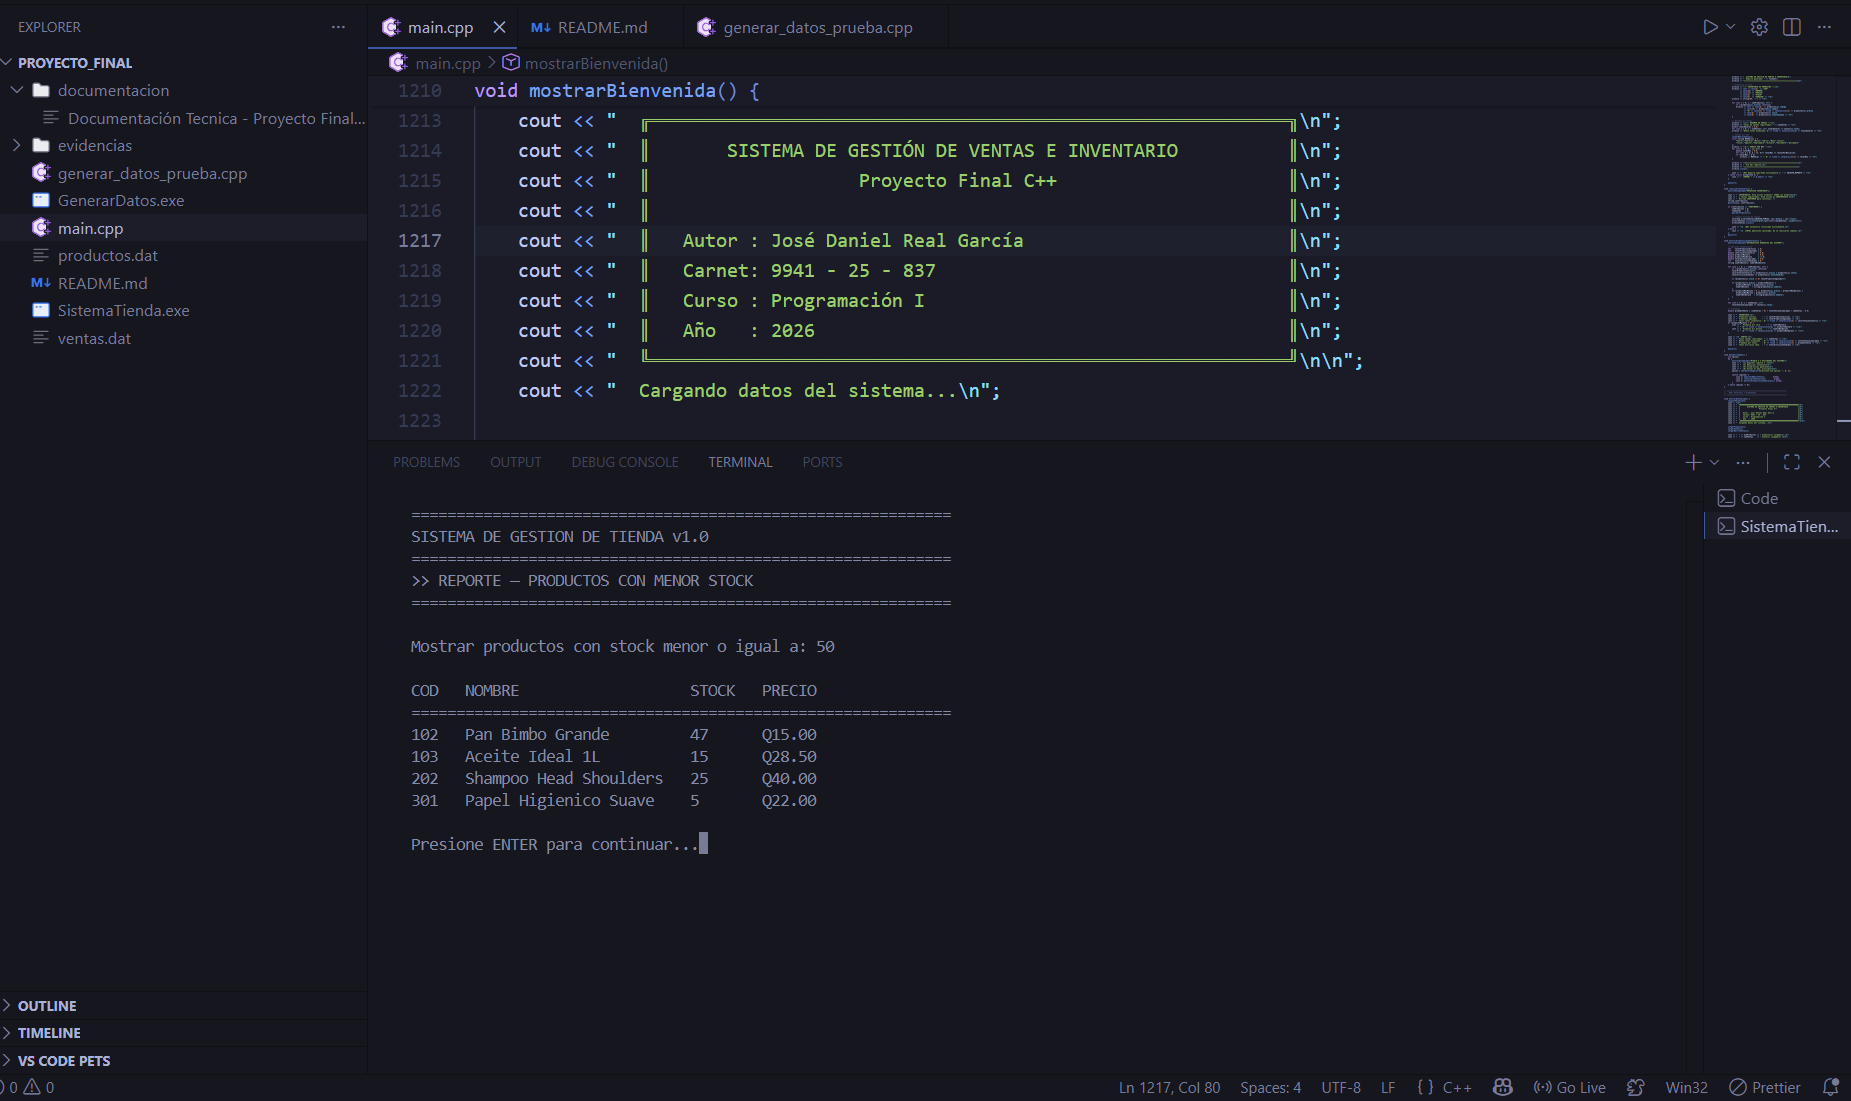 EXPLORER
PROYECTO_FINAL
documentacion
Documentación Tecnica - Proyecto Final...
evidencias
generar_datos_prueba.cpp
GenerarDatos.exe
main.cpp
productos.dat
README.md
SistemaTienda.exe
ventas.dat
OUTLINE
TIMELINE
VS CODE PETS
main.cpp README.md generar_datos_prueba.cpp
main.cpp > mostrarBienvenida()
1210 void mostrarBienvenida() {
1213 cout << "  ╔═══════════════════════════════════════════════════════════╗\n";
1214 cout << "  ║       SISTEMA DE GESTIÓN DE VENTAS E INVENTARIO          ║\n";
1215 cout << "  ║                   Proyecto Final C++                     ║\n";
1216 cout << "  ║                                                          ║\n";
1217 cout << "  ║   Autor : José Daniel Real García                        ║\n";
1218 cout << "  ║   Carnet: 9941 - 25 - 837                                ║\n";
1219 cout << "  ║   Curso : Programación I                                 ║\n";
1220 cout << "  ║   Año   : 2026                                           ║\n";
1221 cout << "  ╚═══════════════════════════════════════════════════════════╝\n\n";
1222 cout << "  Cargando datos del sistema...\n";
1223
PROBLEMS OUTPUT DEBUG CONSOLE TERMINAL PORTS
============================================================
SISTEMA DE GESTION DE TIENDA v1.0
============================================================
>> REPORTE — PRODUCTOS CON MENOR STOCK
============================================================
Mostrar productos con stock menor o igual a: 50
COD NOMBRE STOCK PRECIO
============================================================
102 Pan Bimbo Grande 47 Q15.00
103 Aceite Ideal 1L 15 Q28.50
202 Shampoo Head Shoulders 25 Q40.00
301 Papel Higienico Suave 5 Q22.00
Presione ENTER para continuar...
Code
SistemaTien...
0 0 Ln 1217, Col 80 Spaces: 4 UTF-8 LF { } C++ Go Live Win32 Prettier